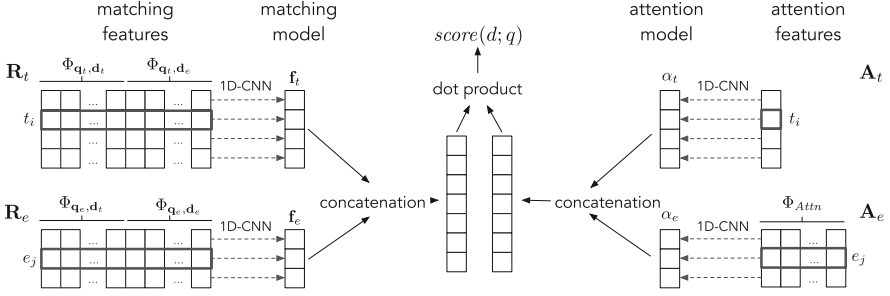 matching features
matching model
score(d; q)
attention model
attention features
R_t
Φ_{q_t,d_t}
Φ_{q_t,d_e}
f_t
α_t
A_t
1D-CNN
dot product
1D-CNN
...
...
t_i
...
...
t_i
...
...
...
...
concatenation
concatenation
R_e
Φ_{q_e,d_t}
Φ_{q_e,d_e}
f_e
α_e
Φ_{Attn}
A_e
1D-CNN
1D-CNN
...
...
...
e_j
...
...
...
e_j
...
...
...